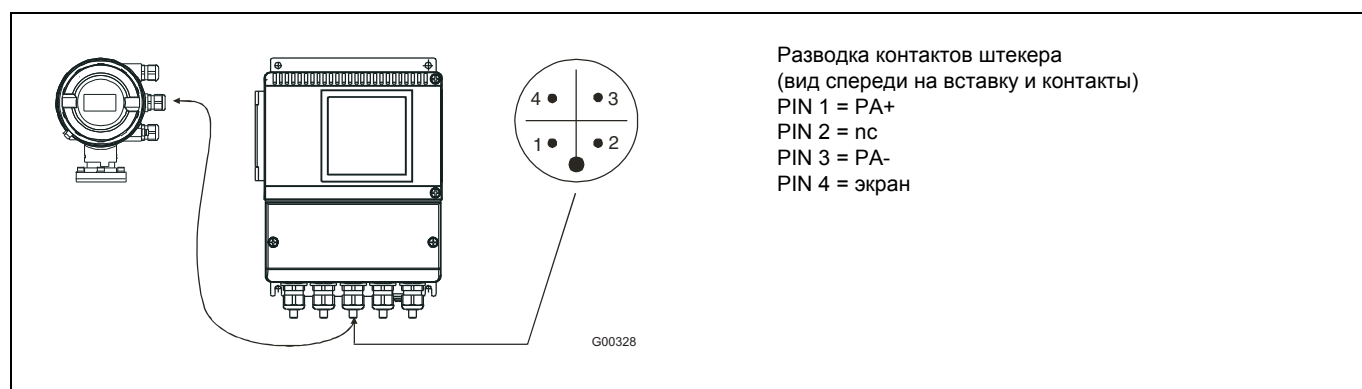 Разводка контактов штекера
(вид спереди на вставку и контакты)
PIN 1 = PA+
PIN 2 = nc
PIN 3 = PA-
PIN 4 = экран
4 3
1 2
G00328